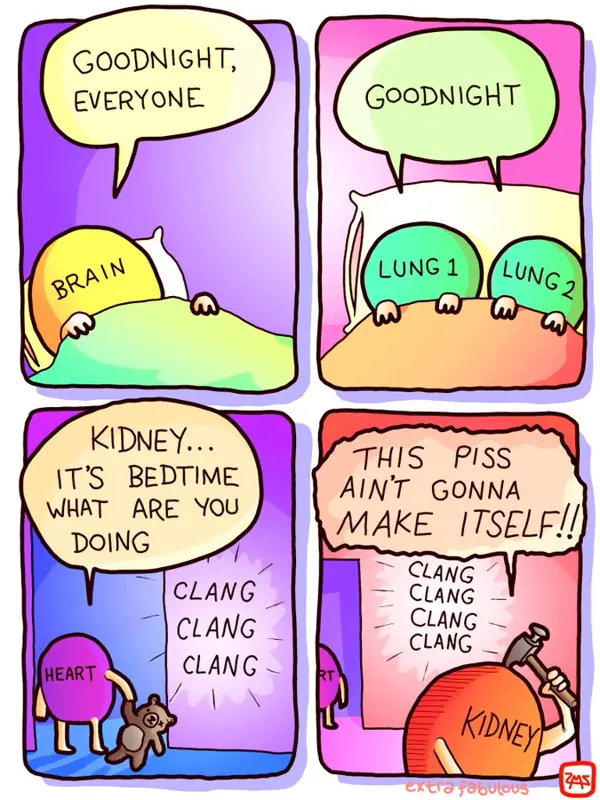 GOODNIGHT,
EVERYONE
BRAIN
GOODNIGHT
LUNG 1
LUNG 2
KIDNEY...
IT'S BEDTIME
WHAT ARE YOU
DOING
CLANG
CLANG
CLANG
HEART
THIS PISS
AIN'T GONNA
MAKE ITSELF!!
CLANG
CLANG
CLANG
CLANG
RT
KIDNEY
extra fabulous
ZMS